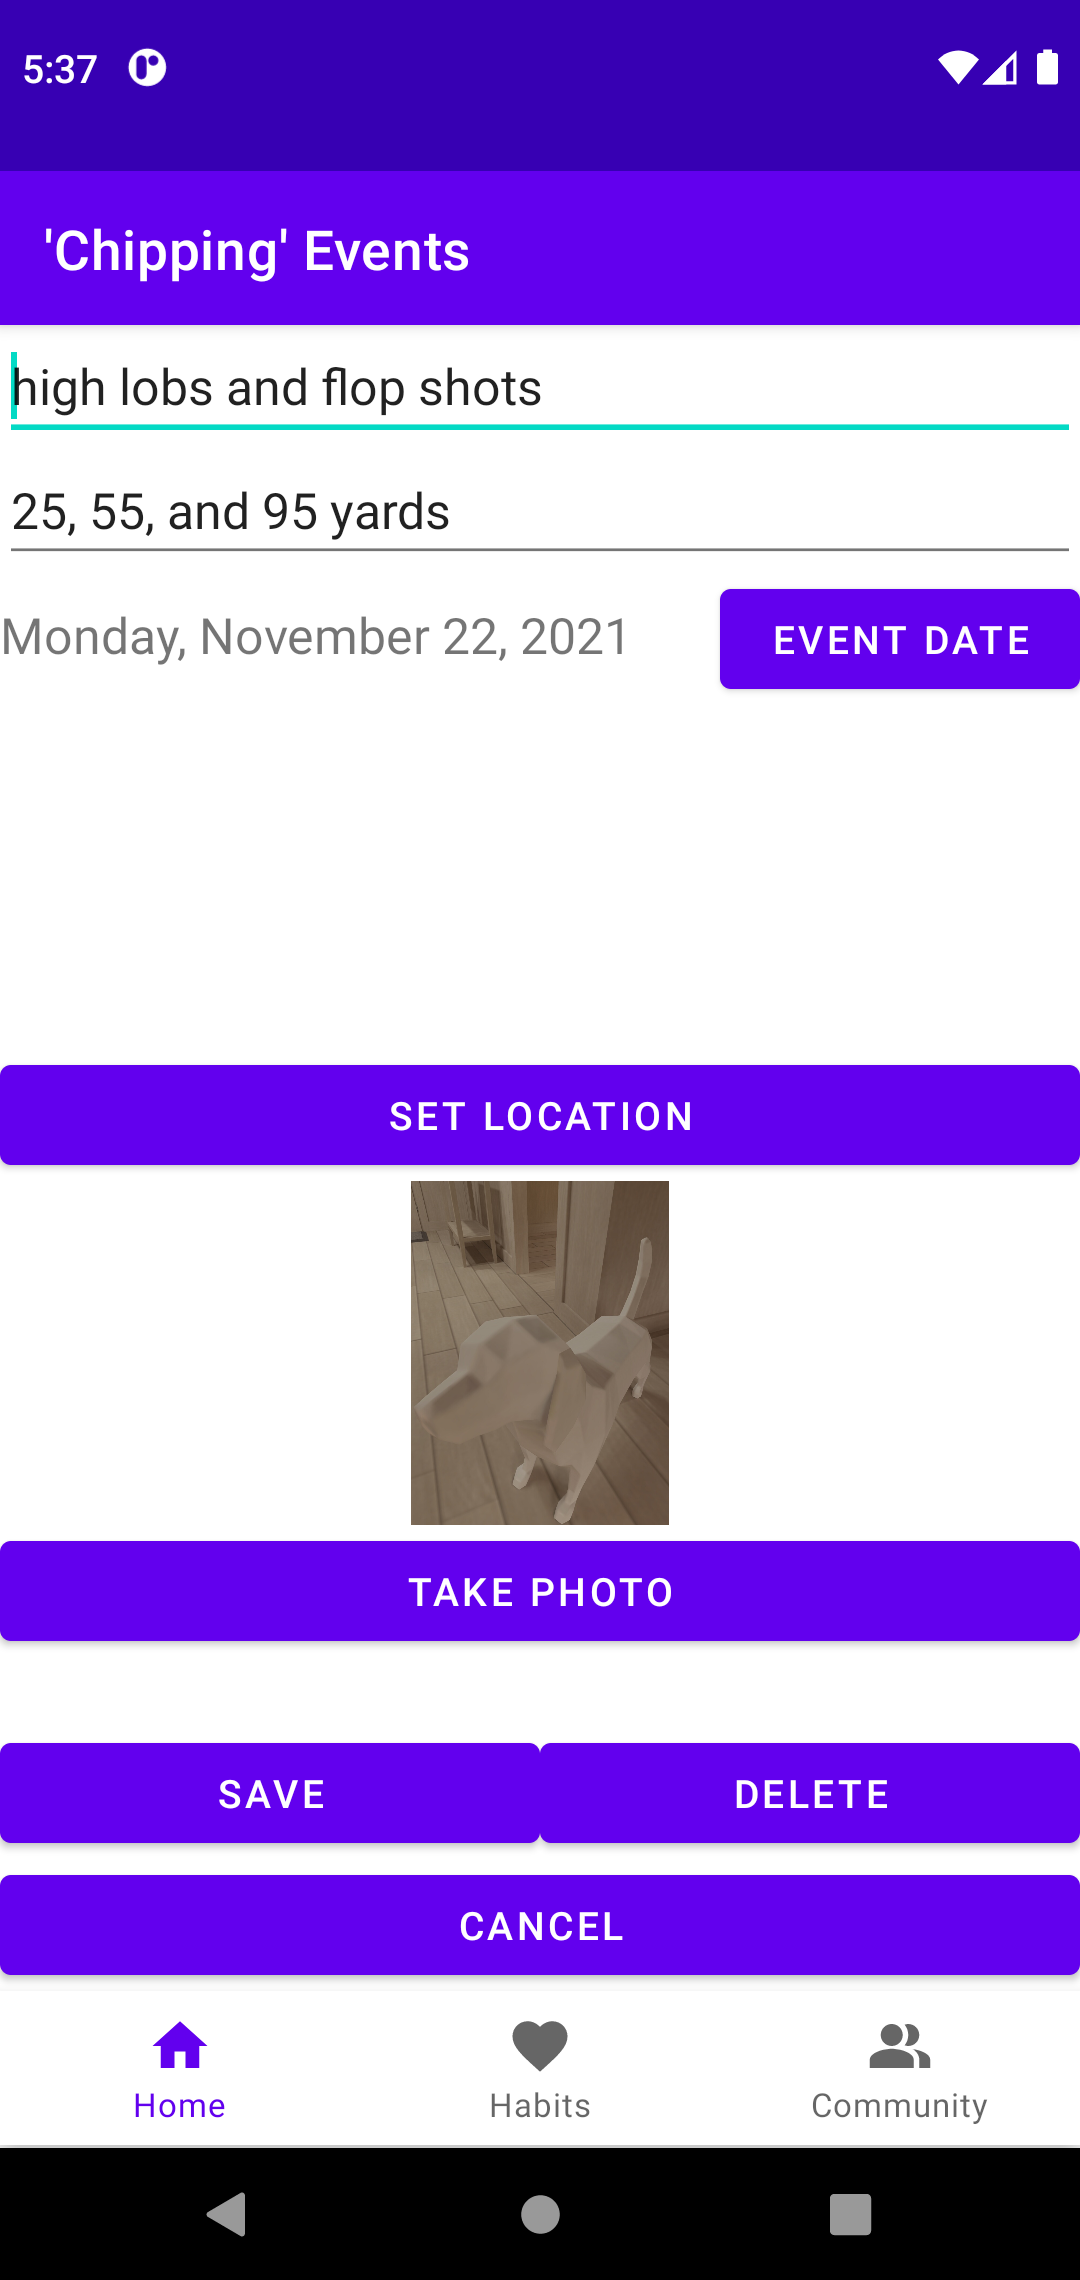 5:37
'Chipping' Events
high lobs and flop shots
25, 55, and 95 yards
Monday, November 22, 2021
EVENT DATE
SET LOCATION
TAKE PHOTO
SAVE
DELETE
CANCEL
Home
Habits
Community